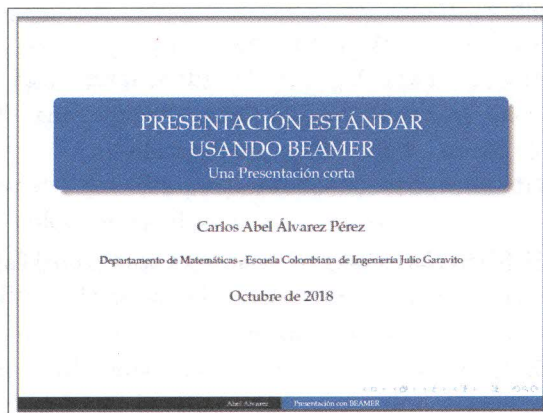 PRESENTACIÓN ESTÁNDAR
USANDO BEAMER
Una Presentación corta
Carlos Abel Álvarez Pérez
Departamento de Matemáticas - Escuela Colombiana de Ingeniería Julio Garavito
Octubre de 2018
Abel Alvarez Presentación con BEAMER